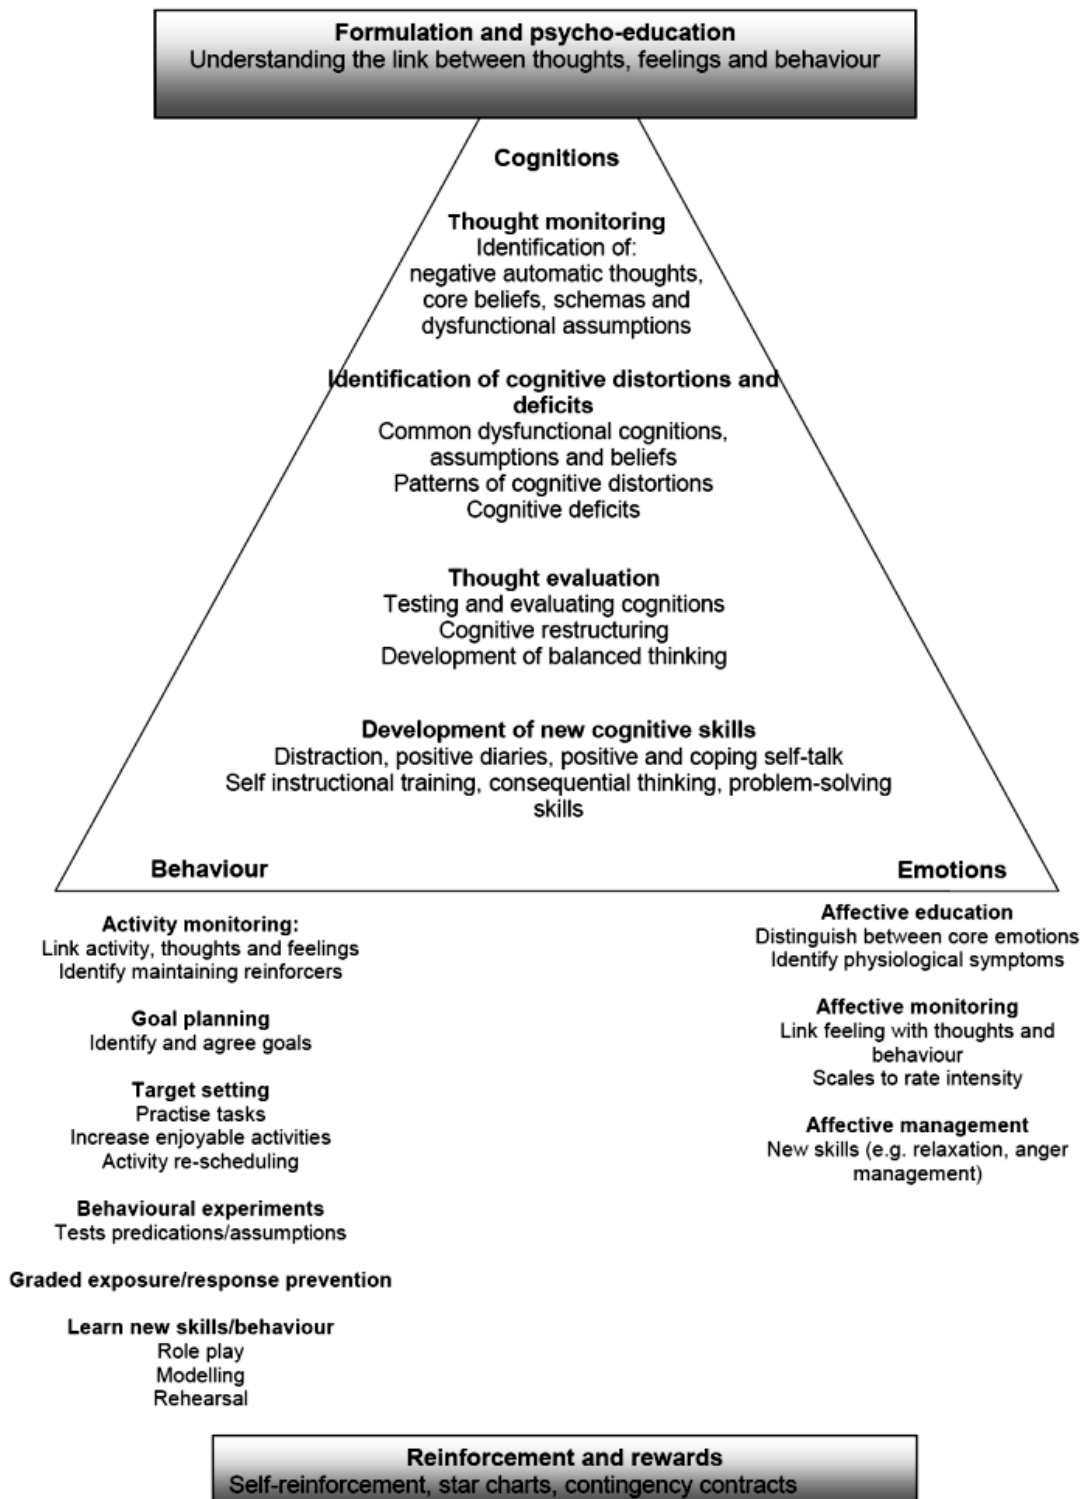 Formulation and psycho-education
Understanding the link between thoughts, feelings and behaviour
Cognitions
Thought monitoring
Identification of:
negative automatic thoughts,
core beliefs, schemas and
dysfunctional assumptions
Identification of cognitive distortions and
deficits
Common dysfunctional cognitions,
assumptions and beliefs
Patterns of cognitive distortions
Cognitive deficits
Thought evaluation
Testing and evaluating cognitions
Cognitive restructuring
Development of balanced thinking
Development of new cognitive skills
Distraction, positive diaries, positive and coping self-talk
Self instructional training, consequential thinking, problem-solving
skills
Behaviour
Activity monitoring:
Link activity, thoughts and feelings
Identify maintaining reinforcers
Goal planning
Identify and agree goals
Target setting
Practise tasks
Increase enjoyable activities
Activity re-scheduling
Behavioural experiments
Tests predications/assumptions
Graded exposure/response prevention
Learn new skills/behaviour
Role play
Modelling
Rehearsal
Emotions
Affective education
Distinguish between core emotions
Identify physiological symptoms
Affective monitoring
Link feeling with thoughts and
behaviour
Scales to rate intensity
Affective management
New skills (e.g. relaxation, anger
management)
Reinforcement and rewards
Self-reinforcement, star charts, contingency contracts